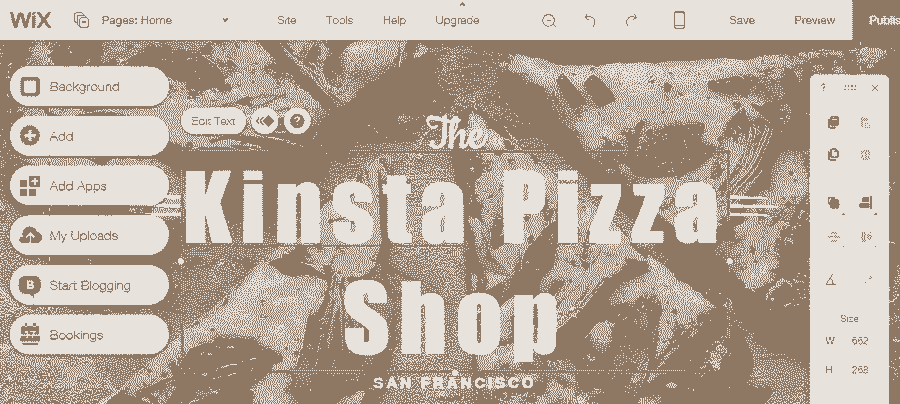 WiX Pages: Home Site Tools Help Upgrade Save Preview Publis
Background
Edit Text ?
Add
The
Add Apps
Kinsta Pizza
My Uploads
Start Blogging
Shop
Bookings
SAN FRANCISCO
?
Size
W 662
H 268